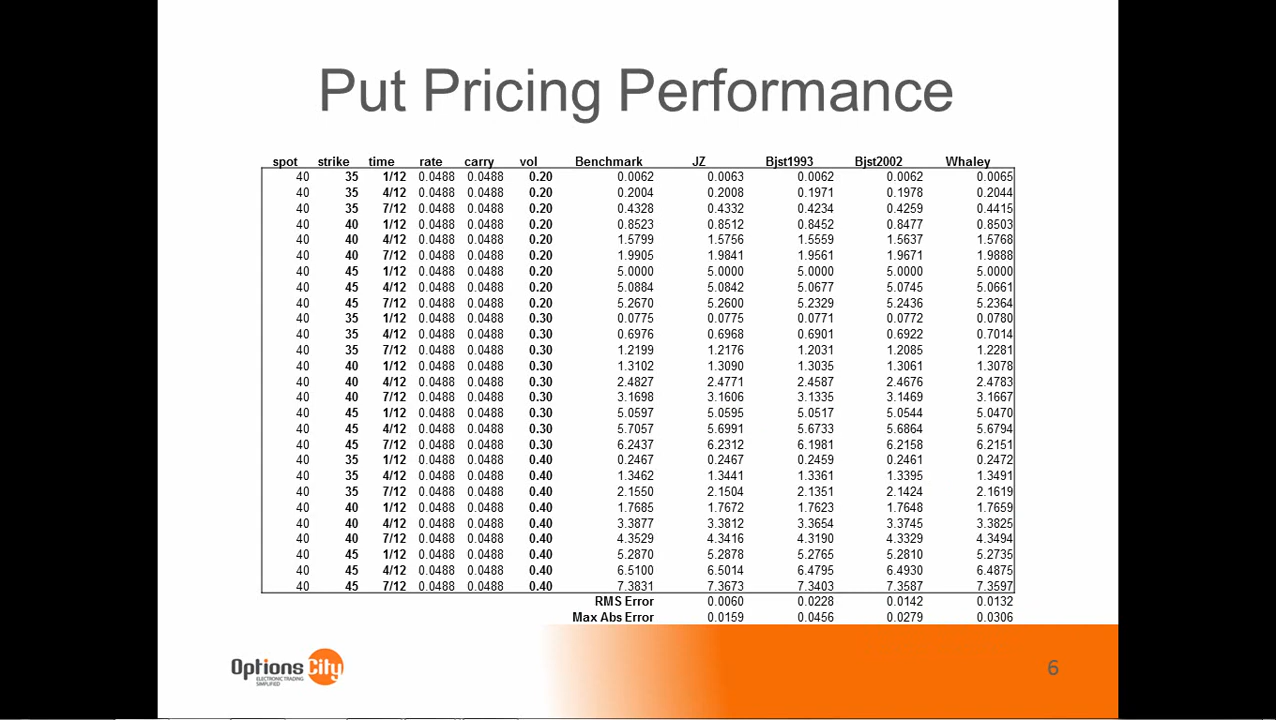 Put Pricing Performance
spot strike time rate carry vol Benchmark JZ Bjst1993 Bjst2002 Whaley
40 35 1/12 0.0488 0.0488 0.20 0.0062 0.0063 0.0062 0.0062 0.0065
40 35 4/12 0.0488 0.0488 0.20 0.2004 0.2008 0.1971 0.1978 0.2044
40 35 7/12 0.0488 0.0488 0.20 0.4328 0.4332 0.4234 0.4259 0.4415
40 40 1/12 0.0488 0.0488 0.20 0.8523 0.8512 0.8452 0.8477 0.8503
40 40 4/12 0.0488 0.0488 0.20 1.5799 1.5756 1.5559 1.5637 1.5768
40 40 7/12 0.0488 0.0488 0.20 1.9905 1.9841 1.9561 1.9671 1.9888
40 45 1/12 0.0488 0.0488 0.20 5.0000 5.0000 5.0000 5.0000 5.0000
40 45 4/12 0.0488 0.0488 0.20 5.0884 5.0842 5.0677 5.0745 5.0661
40 45 7/12 0.0488 0.0488 0.20 5.2670 5.2600 5.2329 5.2436 5.2364
40 35 1/12 0.0488 0.0488 0.30 0.0775 0.0775 0.0771 0.0772 0.0780
40 35 4/12 0.0488 0.0488 0.30 0.6976 0.6968 0.6901 0.6922 0.7014
40 35 7/12 0.0488 0.0488 0.30 1.2199 1.2176 1.2031 1.2085 1.2281
40 40 1/12 0.0488 0.0488 0.30 1.3102 1.3090 1.3035 1.3061 1.3078
40 40 4/12 0.0488 0.0488 0.30 2.4827 2.4771 2.4587 2.4676 2.4783
40 40 7/12 0.0488 0.0488 0.30 3.1698 3.1606 3.1335 3.1469 3.1667
40 45 1/12 0.0488 0.0488 0.30 5.0597 5.0595 5.0517 5.0544 5.0470
40 45 4/12 0.0488 0.0488 0.30 5.7057 5.6991 5.6733 5.6864 5.6794
40 45 7/12 0.0488 0.0488 0.30 6.2437 6.2312 6.1981 6.2158 6.2151
40 35 1/12 0.0488 0.0488 0.40 0.2467 0.2467 0.2459 0.2461 0.2472
40 35 4/12 0.0488 0.0488 0.40 1.3462 1.3441 1.3361 1.3395 1.3491
40 35 7/12 0.0488 0.0488 0.40 2.1550 2.1504 2.1351 2.1424 2.1619
40 40 1/12 0.0488 0.0488 0.40 1.7685 1.7672 1.7623 1.7648 1.7659
40 40 4/12 0.0488 0.0488 0.40 3.3877 3.3812 3.3654 3.3745 3.3825
40 40 7/12 0.0488 0.0488 0.40 4.3529 4.3416 4.3190 4.3329 4.3494
40 45 1/12 0.0488 0.0488 0.40 5.2870 5.2878 5.2765 5.2810 5.2735
40 45 4/12 0.0488 0.0488 0.40 6.5100 6.5014 6.4795 6.4930 6.4875
40 45 7/12 0.0488 0.0488 0.40 7.3831 7.3673 7.3403 7.3587 7.3597
RMS Error 0.0060 0.0228 0.0142 0.0132
Max Abs Error 0.0159 0.0456 0.0279 0.0306
Options City
ELECTRONIC TRADING
SIMPLIFIED
6